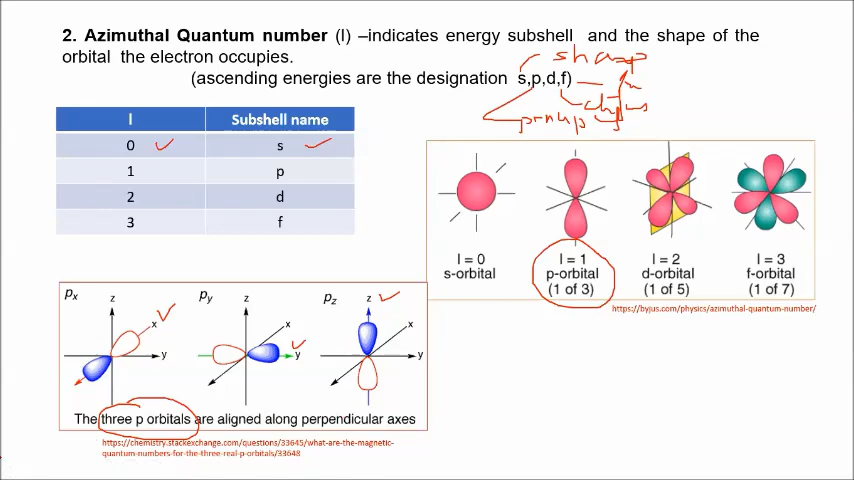 2. Azimuthal Quantum number (l) –indicates energy subshell and the shape of the
orbital the electron occupies.
(ascending energies are the designation s,p,d,f)
sharp
l Subshell name
0 s
1 p
2 d
3 f
l = 0 l = 1 l = 2 l = 3
s-orbital p-orbital d-orbital f-orbital
(1 of 3) (1 of 5) (1 of 7)
https://byjus.com/physics/azimuthal-quantum-number/
px z x y
py z x y
pz z x y
The three p orbitals are aligned along perpendicular axes
https://chemistry.stackexchange.com/questions/33645/what-are-the-magnetic-
quantum-numbers-for-the-three-real-p-orbitals/33648